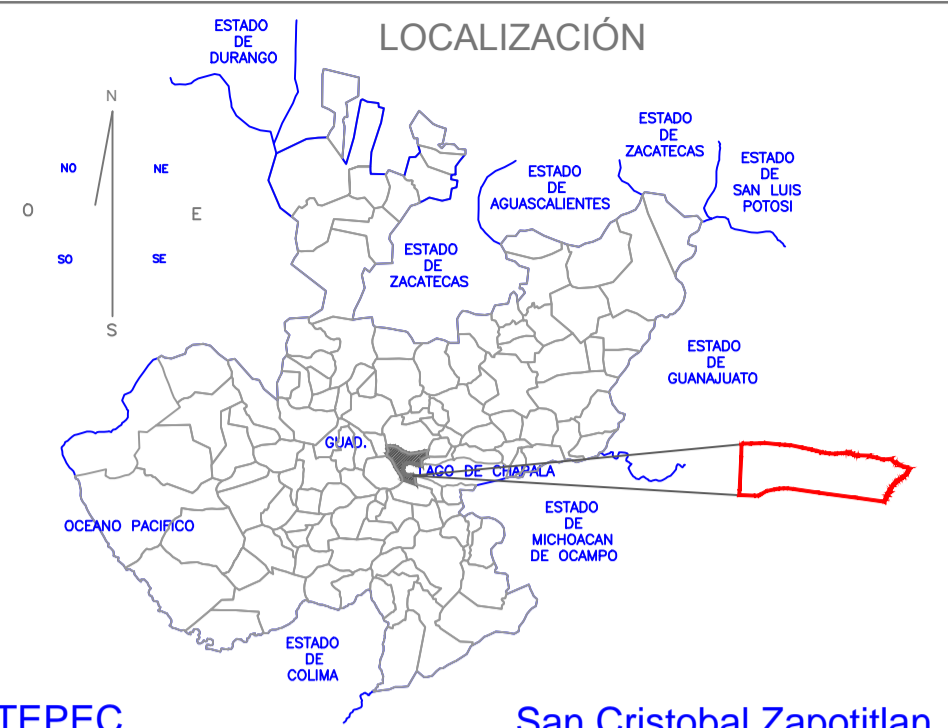 LOCALIZACIÓN
ESTADO
DE
DURANGO
N
NO
NE
O
E
SO
SE
S
ESTADO
DE
ZACATECAS
ESTADO
DE
SAN LUIS
POTOSI
ESTADO
DE
AGUASCALIENTES
ESTADO
DE
ZACATECAS
ESTADO
DE
GUANAJUATO
GUAD.
LAGO DE CHAPALA
OCEANO PACIFICO
ESTADO
DE
MICHOACAN
DE OCAMPO
ESTADO
DE
COLIMA
TEPEC
San Cristobal Zapotitlan